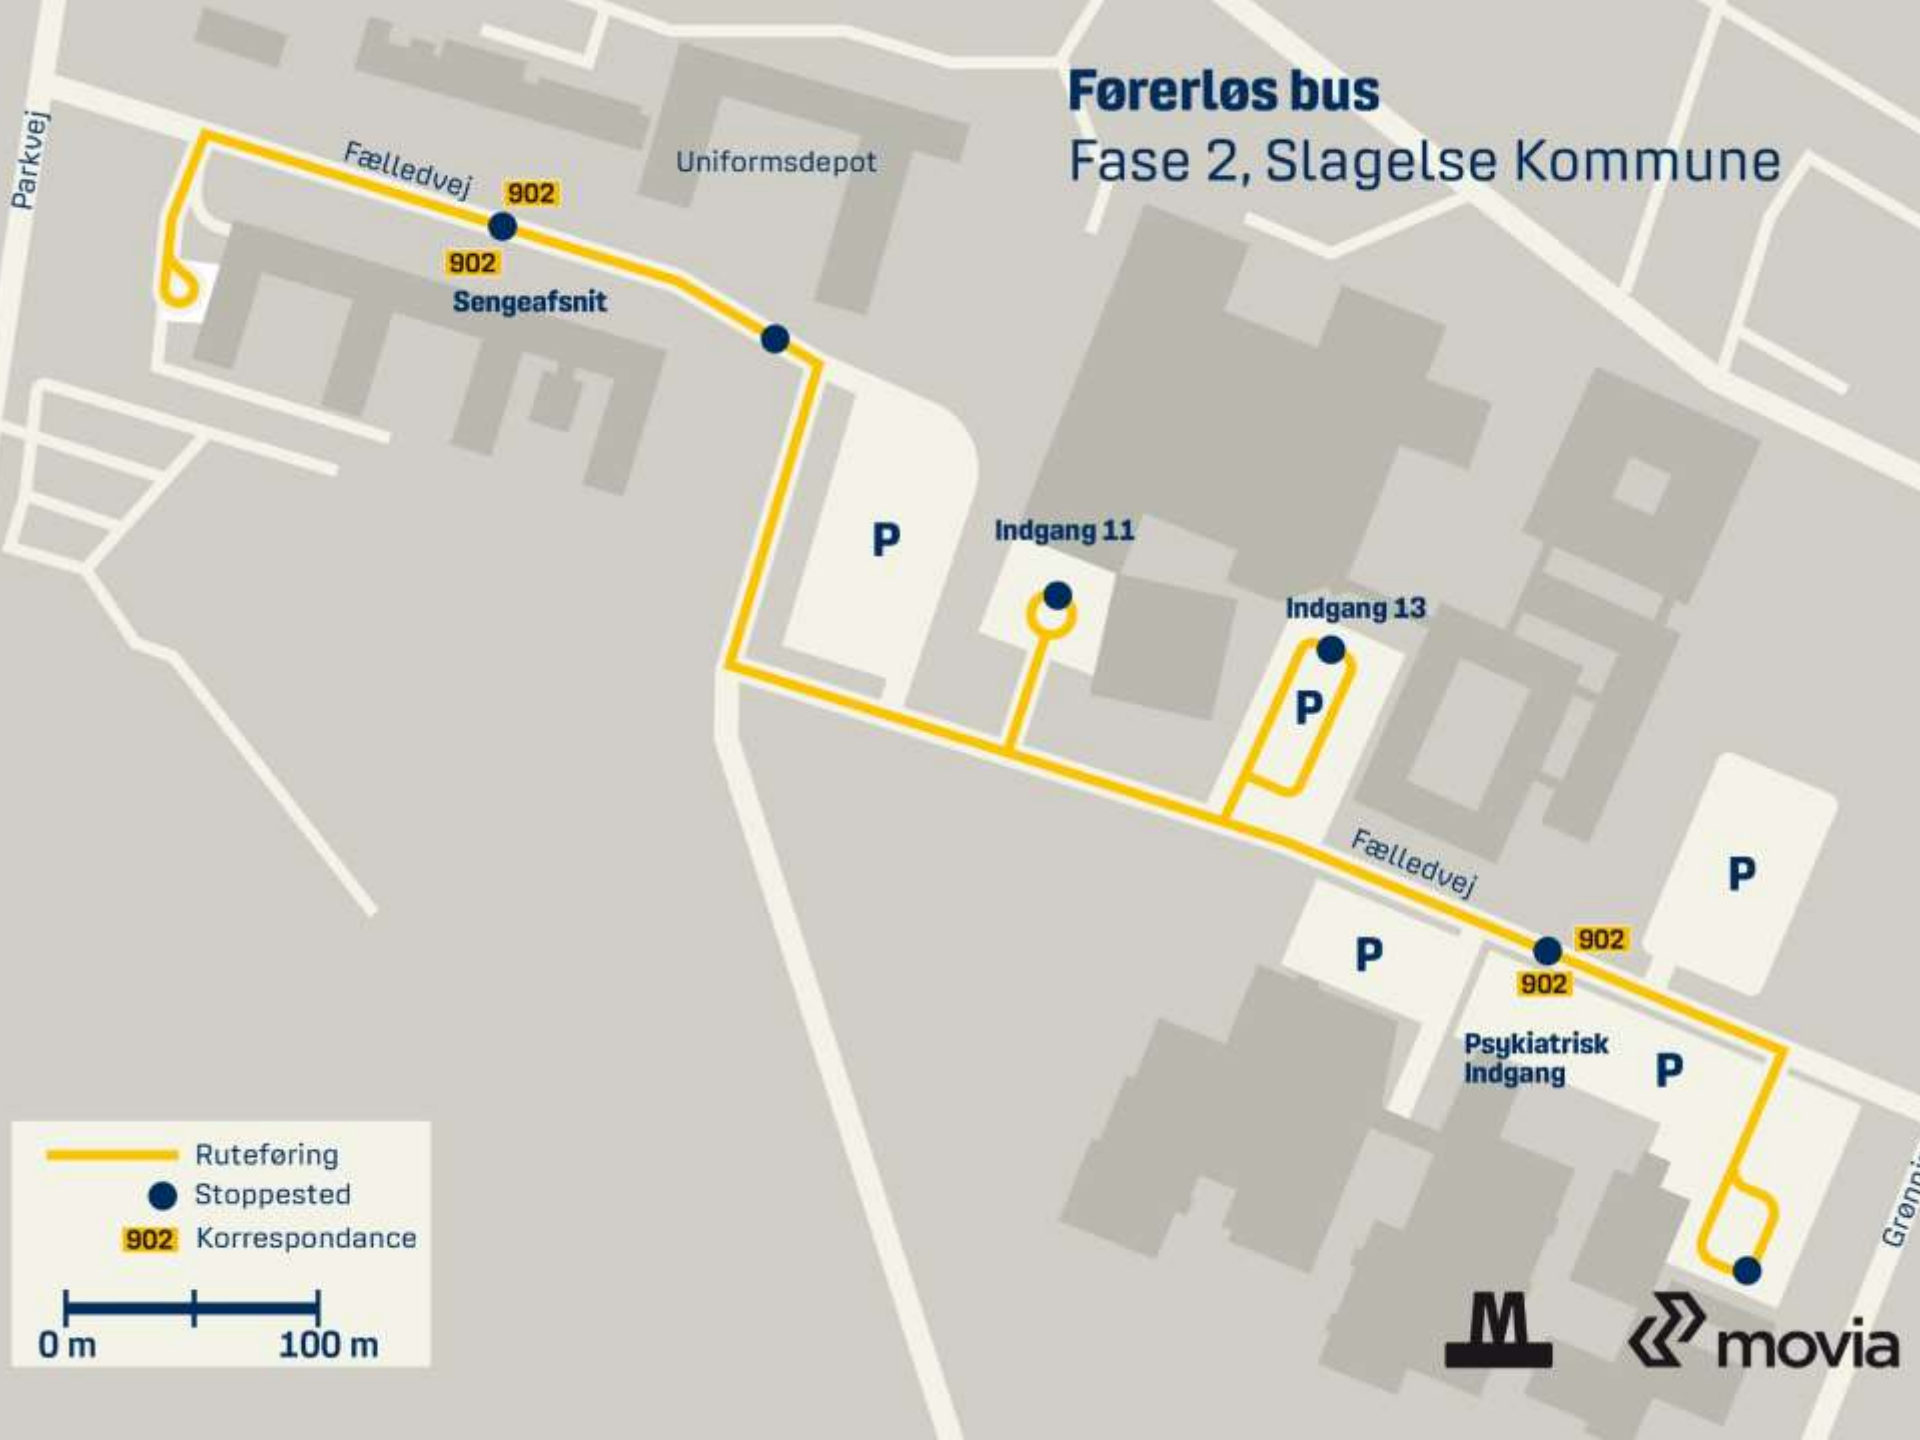 Førerløs bus
Fase 2, Slagelse Kommune
Parkvej
Fælledvej
902
902
Sengeafsnit
Uniformsdepot
P
Indgang 11
Indgang 13
P
Fælledvej
P
P
902
902
Psykiatrisk
Indgang
P
Ruteføring
Stoppested
902 Korrespondance
0 m 100 m
M
movia